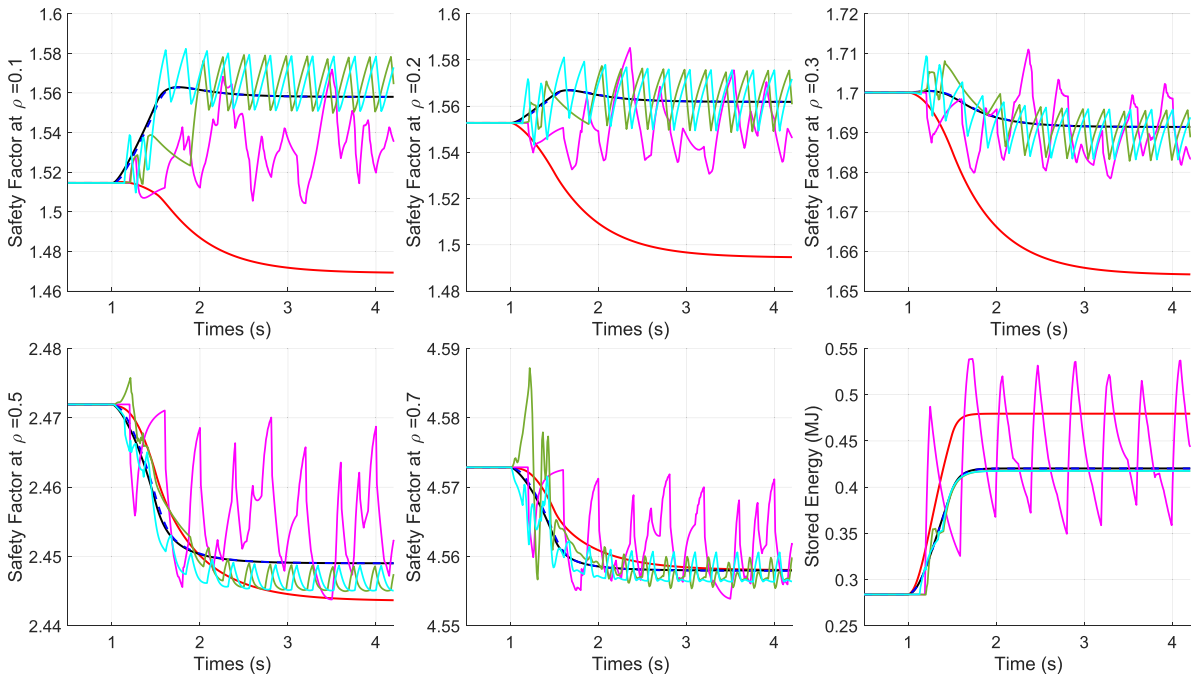 1.6
1.58
1.56
1.54
1.52
1.5
1.48
1.46
Safety Factor at ρ =0.1
1 2 3 4
Times (s)
1.6
1.58
1.56
1.54
1.52
1.5
1.48
Safety Factor at ρ =0.2
1 2 3 4
Times (s)
1.72
1.71
1.7
1.69
1.68
1.67
1.66
1.65
Safety Factor at ρ =0.3
1 2 3 4
Times (s)
2.48
2.47
2.46
2.45
2.44
Safety Factor at ρ =0.5
1 2 3 4
Times (s)
4.59
4.58
4.57
4.56
4.55
Safety Factor at ρ =0.7
1 2 3 4
Times (s)
0.55
0.5
0.45
0.4
0.35
0.3
0.25
Stored Energy (MJ)
1 2 3 4
Time (s)